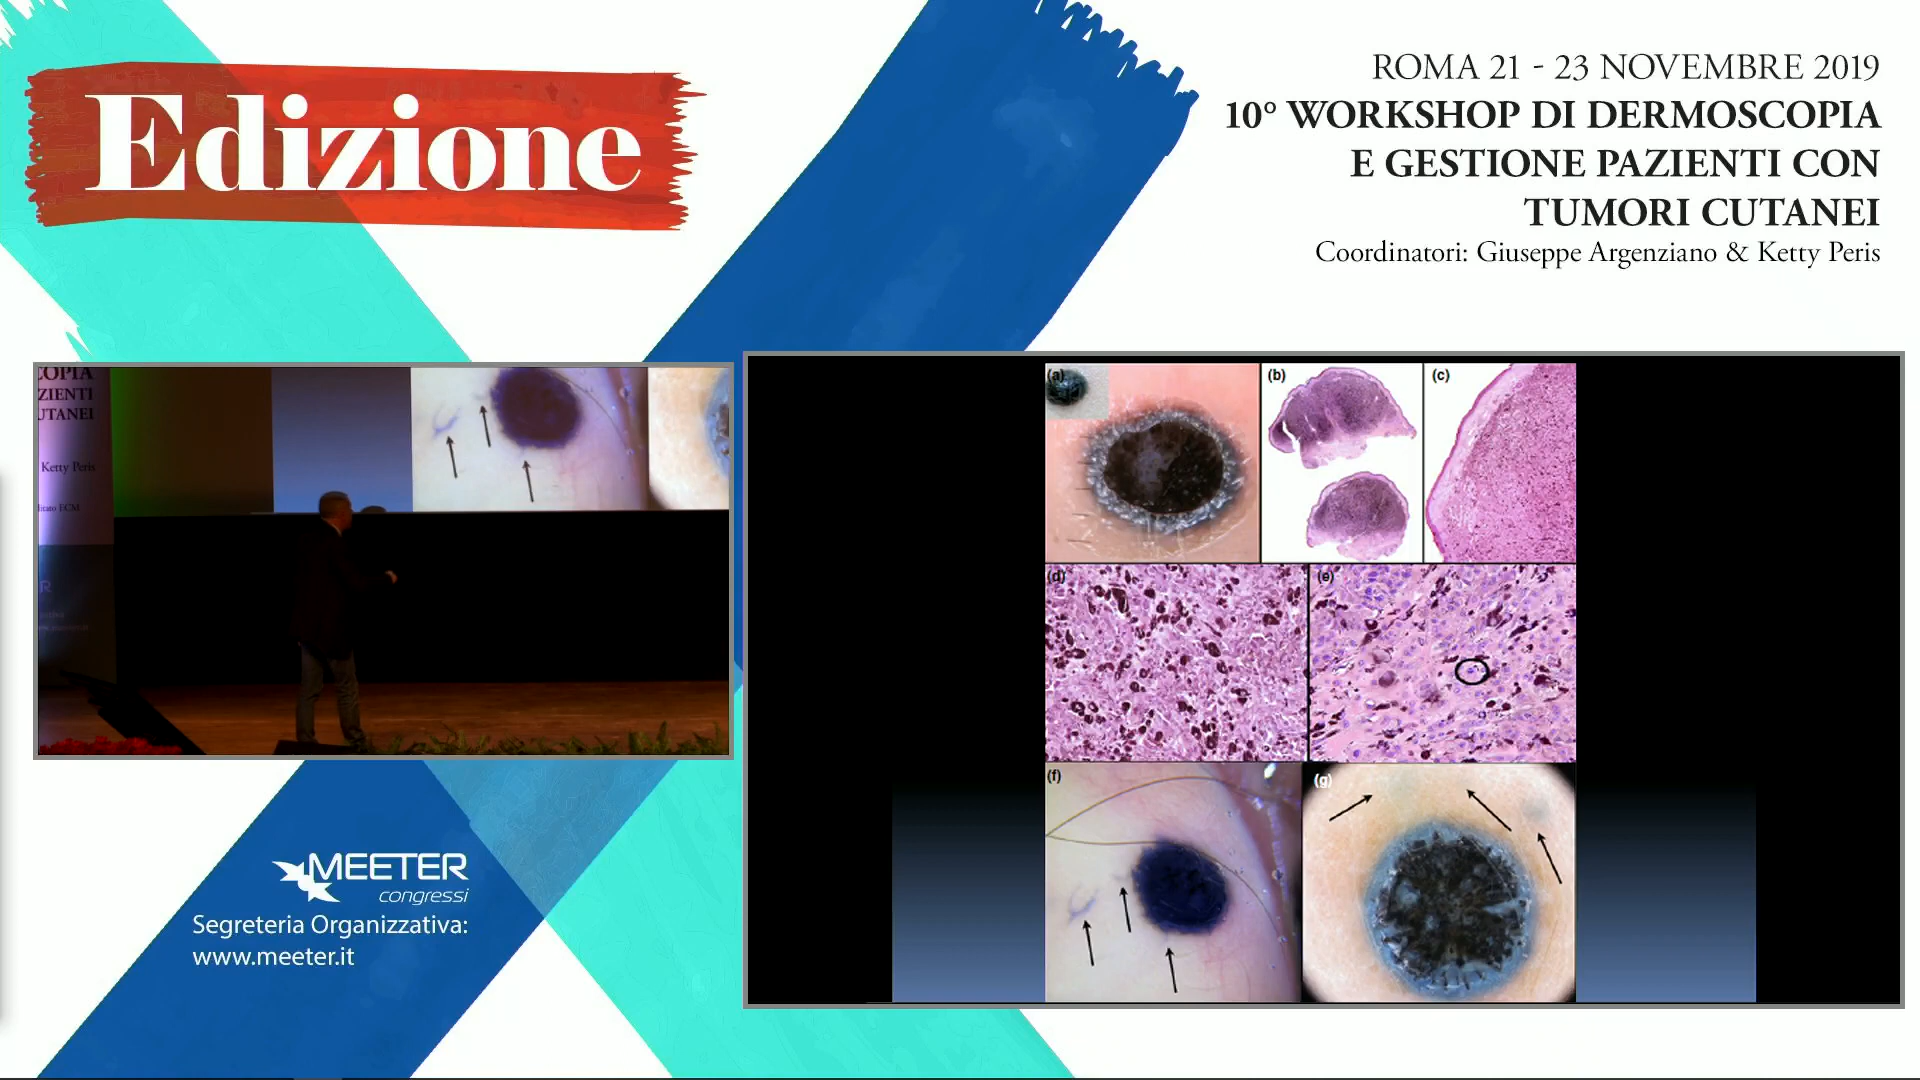 Edizione
ROMA 21 - 23 NOVEMBRE 2019
10° WORKSHOP DI DERMOSCOPIA
E GESTIONE PAZIENTI CON
TUMORI CUTANEI
Coordinatori: Giuseppe Argenziano & Ketty Peris
COPIA
ZIENTI
UTANEI
Ketty Peris
R
(a)
(b)
(c)
(d)
(e)
(f)
(g)
MEETER
congressi
Segreteria Organizzativa:
www.meeter.it